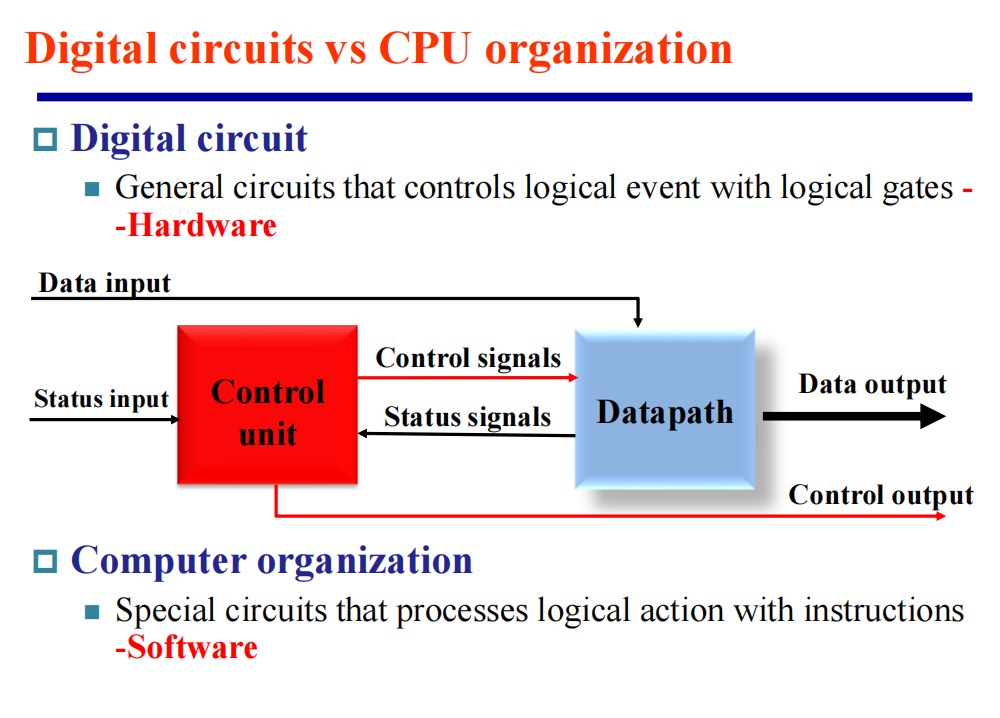 Digital circuits vs CPU organization
Digital circuit
General circuits that controls logical event with logical gates -
-Hardware
Data input
Control signals
Control
unit
Status input
Status signals
Datapath
Data output
Control output
Computer organization
Special circuits that processes logical action with instructions
-Software